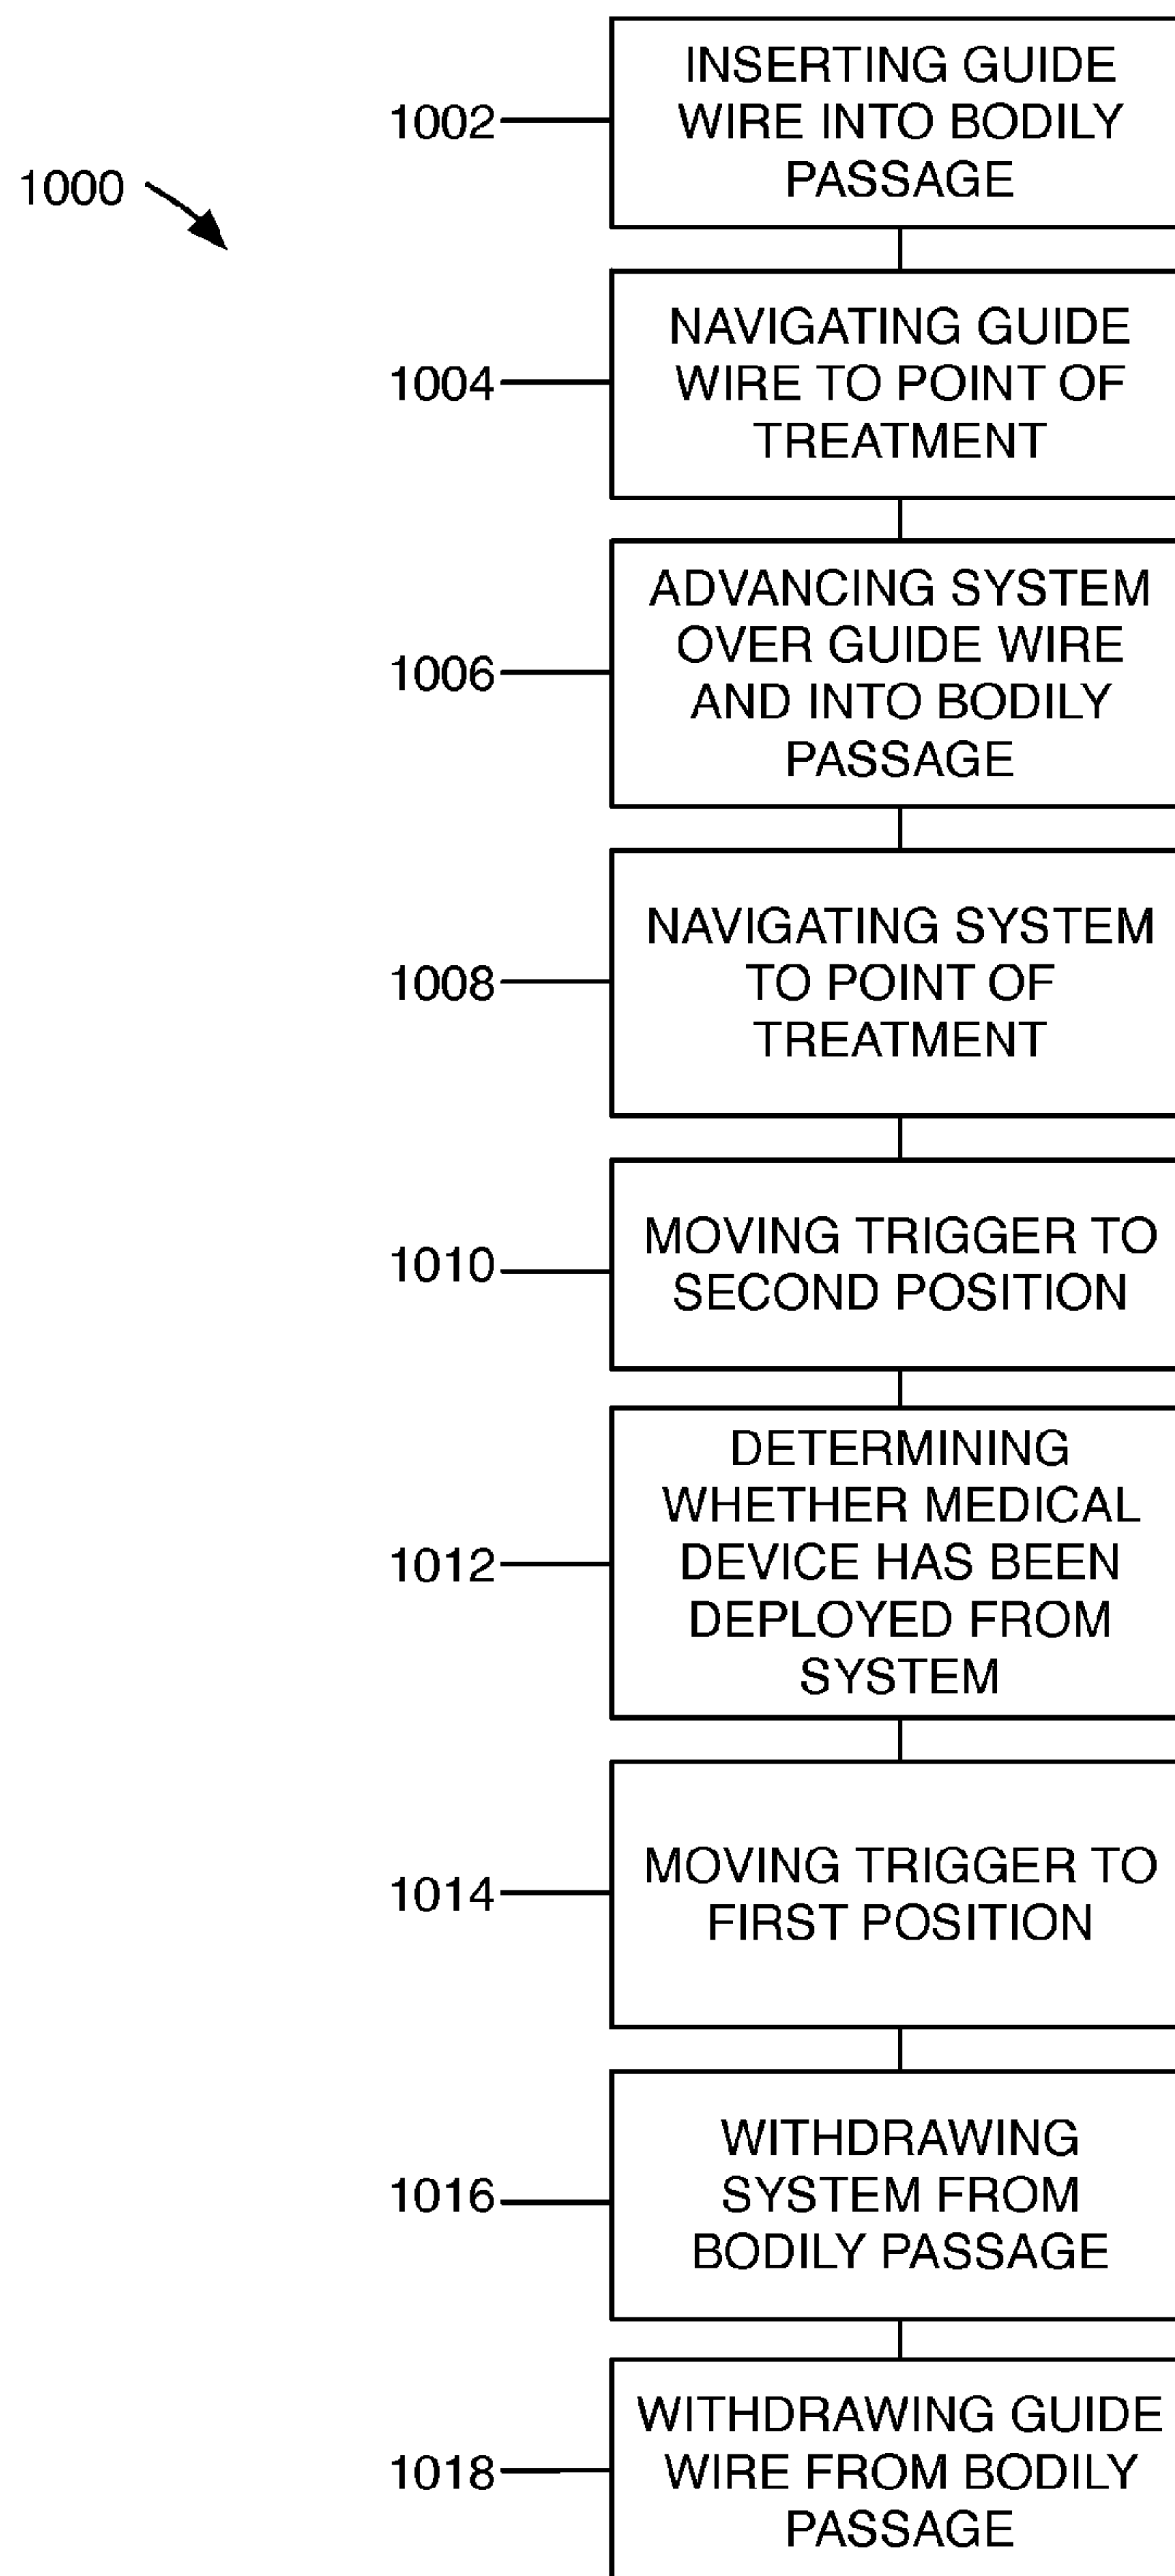 1000
1002
INSERTING GUIDE
WIRE INTO BODILY
PASSAGE
1004
NAVIGATING GUIDE
WIRE TO POINT OF
TREATMENT
1006
ADVANCING SYSTEM
OVER GUIDE WIRE
AND INTO BODILY
PASSAGE
1008
NAVIGATING SYSTEM
TO POINT OF
TREATMENT
1010
MOVING TRIGGER TO
SECOND POSITION
1012
DETERMINING
WHETHER MEDICAL
DEVICE HAS BEEN
DEPLOYED FROM
SYSTEM
1014
MOVING TRIGGER TO
FIRST POSITION
1016
WITHDRAWING
SYSTEM FROM
BODILY PASSAGE
1018
WITHDRAWING GUIDE
WIRE FROM BODILY
PASSAGE